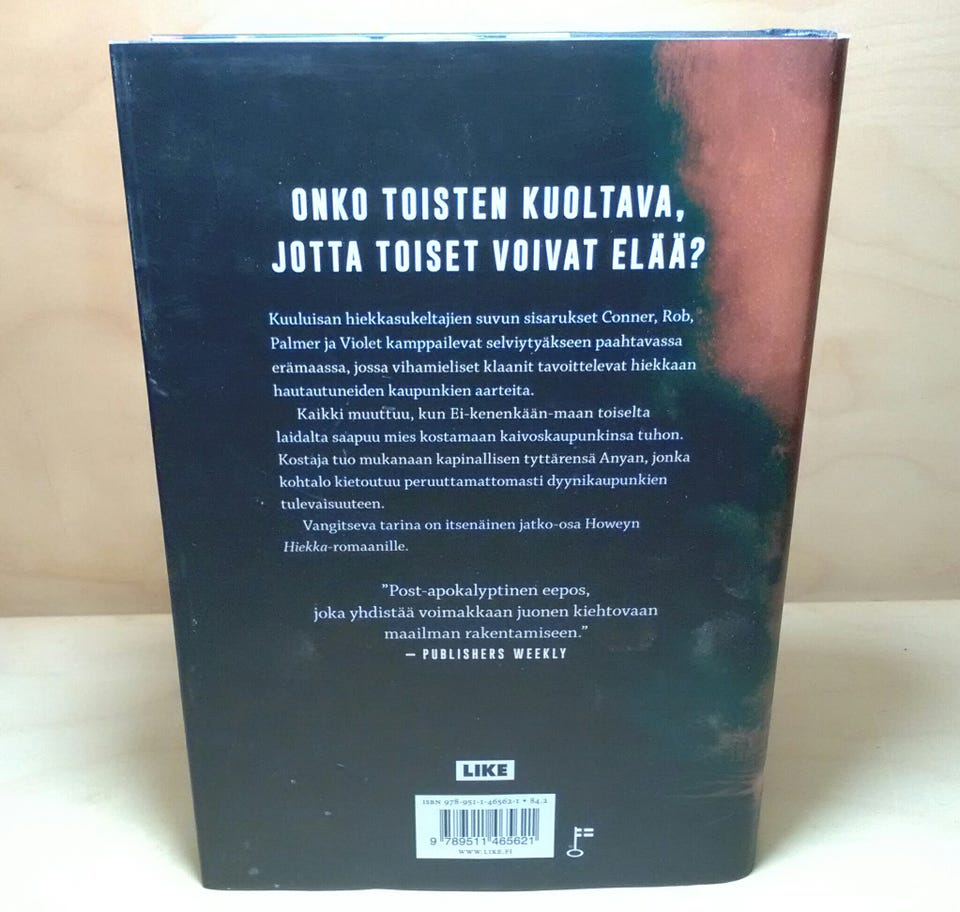 ONKO TOISTEN KUOLTAVA,
JOTTA TOISET VOIVAT ELÄÄ?
Kuuluisan hiekkasukeltajien suvun sisarukset Conner, Rob,
Palmer ja Violet kamppailevat selviytyäkseen paahtavassa
erämaassa, jossa vihamieliset klaanit tavoittelevat hiekkaan
hautautuneiden kaupunkien aarteita.
Kaikki muuttuu, kun Ei-kenenkään-maan toiselta
laidalta saapuu mies kostamaan kaivoskaupunkinsa tuhon.
Kostaja tuo mukanaan kapinallisen tyttärensä Anyan, jonka
kohtalo kietoutuu peruuttamattomasti dyynikaupunkien
tulevaisuuteen.
Vangitseva tarina on itsenäinen jatko-osa Howeyn
Hiekka-romaanille.
”Post-apokalyptinen eepos,
joka yhdistää voimakkaan juonen kiehtovaan
maailman rakentamiseen.”
— PUBLISHERS WEEKLY
LIKE
ISBN 978-951-1-46562-1 • 84.2
9 789511 465621
WWW.LIKE.FI